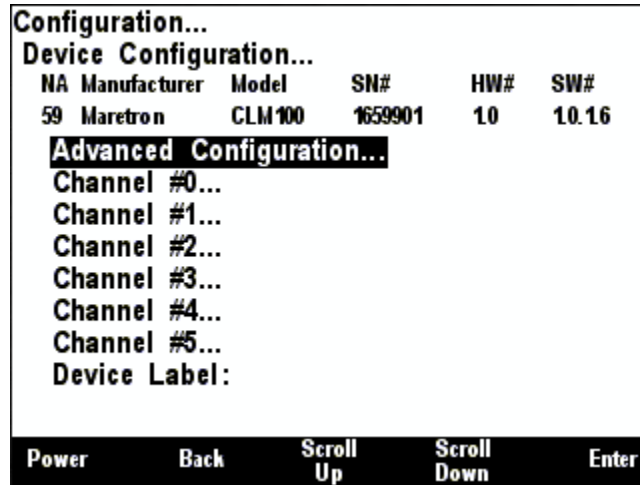 Configuration...
Device Configuration...
NA Manufacturer Model SN# HW# SW#
59 Maretron CLM100 1659901 1.0 1.0.1.6
Advanced Configuration...
Channel #0...
Channel #1...
Channel #2...
Channel #3...
Channel #4...
Channel #5...
Device Label:
Power Back Scroll Up Scroll Down Enter